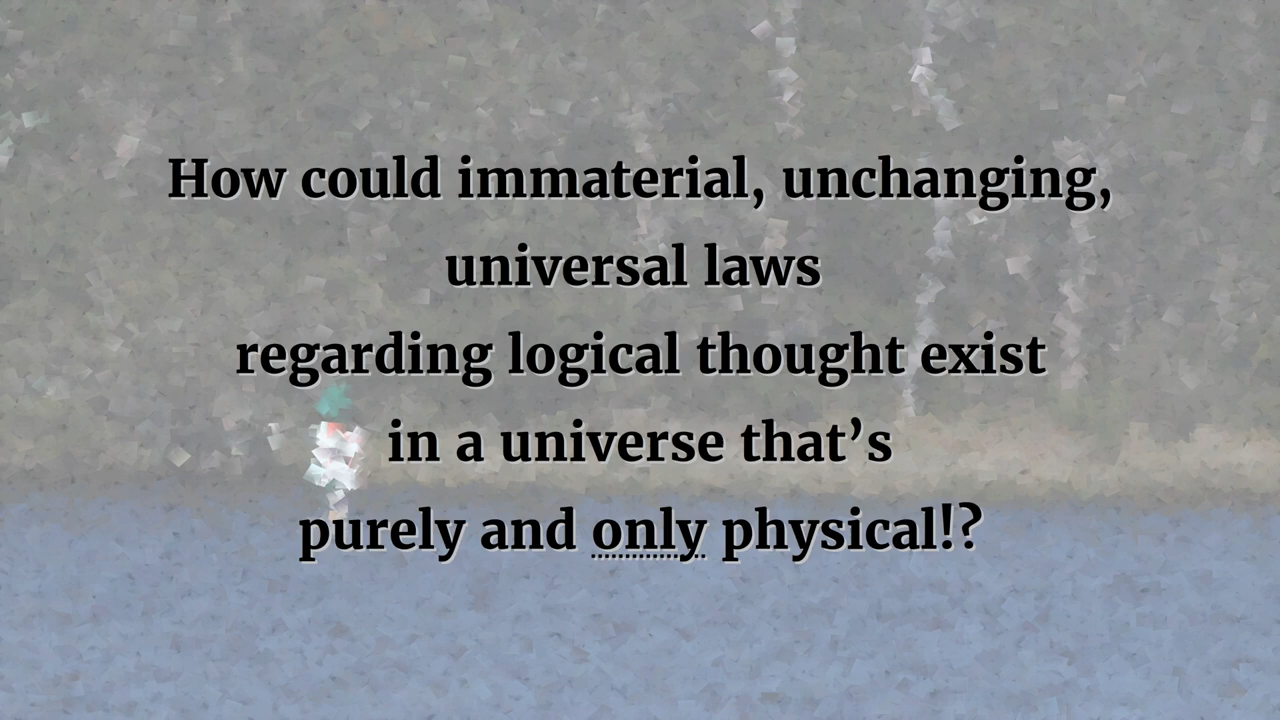 How could immaterial, unchanging,
universal laws
regarding logical thought exist
in a universe that’s
purely and only physical!?